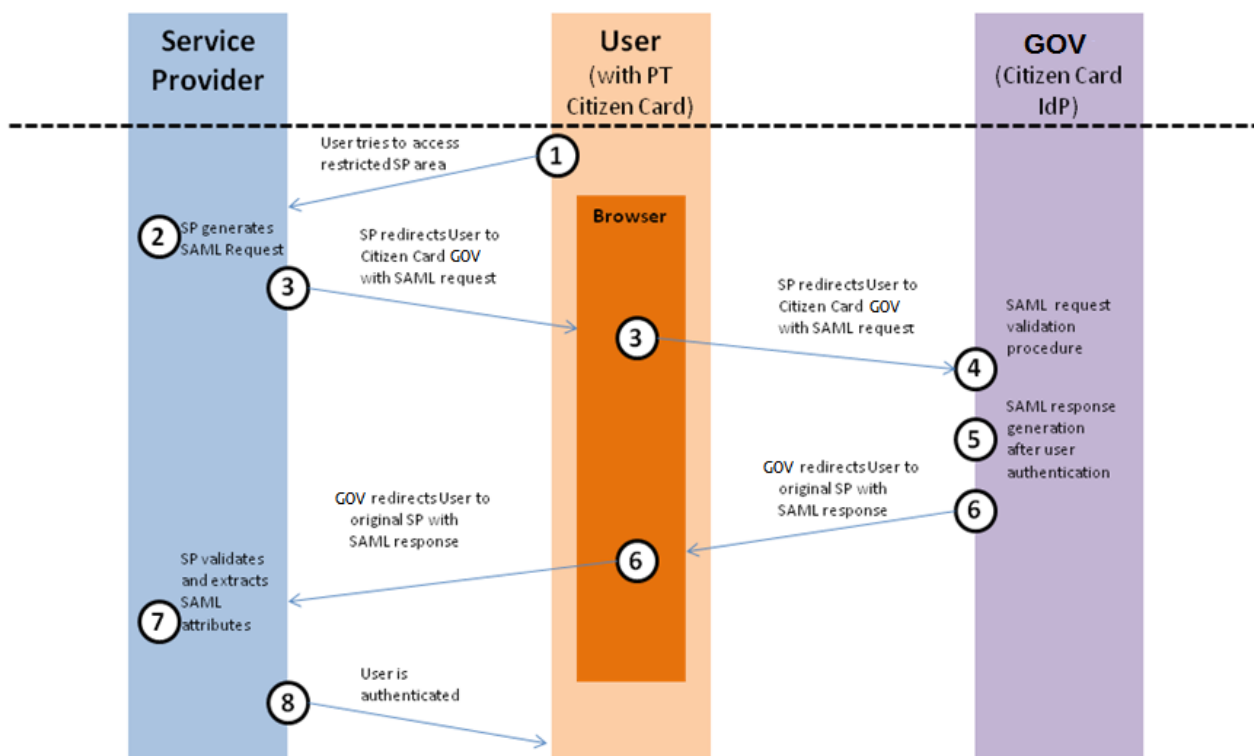 Service
Provider
User
(with PT
Citizen Card)
GOV
(Citizen Card
IdP)
1
User tries to access
restricted SP area
2
SP generates
SAML Request
Browser
3
SP redirects User to
Citizen Card GOV
with SAML request
3
SP redirects User to
Citizen Card GOV
with SAML request
4
SAML request
validation
procedure
5
SAML response
generation
after user
authentication
6
GOV redirects User to
original SP with
SAML response
6
GOV redirects User to
original SP with
SAML response
7
SP validates
and extracts
SAML
attributes
8
User is
authenticated